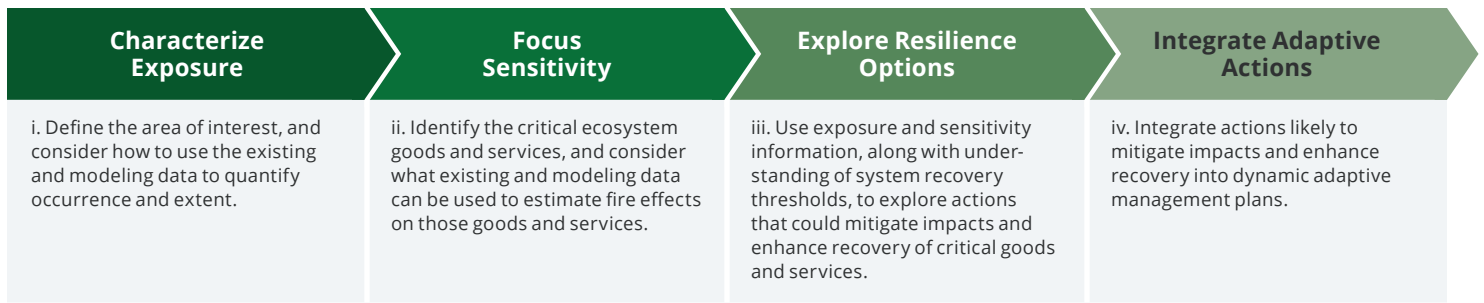 Characterize
Exposure
i. Define the area of interest, and
consider how to use the existing
and modeling data to quantify
occurrence and extent.
Focus
Sensitivity
ii. Identify the critical ecosystem
goods and services, and consider
what existing and modeling data
can be used to estimate fire effects
on those goods and services.
Explore Resilience
Options
iii. Use exposure and sensitivity
information, along with under-
standing of system recovery
thresholds, to explore actions
that could mitigate impacts and
enhance recovery of critical goods
and services.
Integrate Adaptive
Actions
iv. Integrate actions likely to
mitigate impacts and enhance
recovery into dynamic adaptive
management plans.